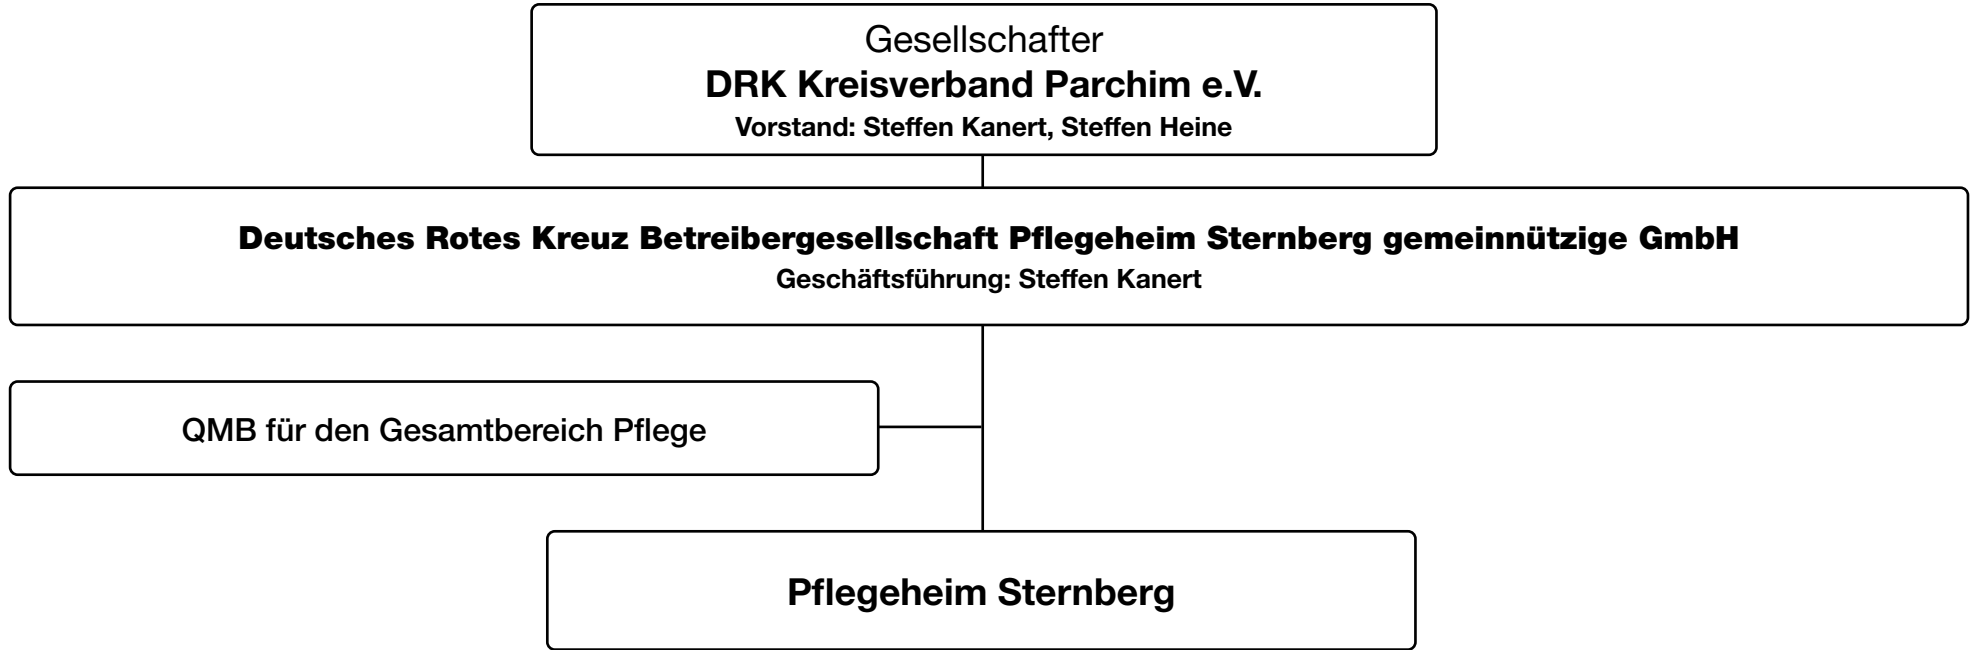 Gesellschafter
DRK Kreisverband Parchim e.V.
Vorstand: Steffen Kanert, Steffen Heine
Deutsches Rotes Kreuz Betreibergesellschaft Pflegeheim Sternberg gemeinnützige GmbH
Geschäftsführung: Steffen Kanert
QMB für den Gesamtbereich Pflege
Pflegeheim Sternberg